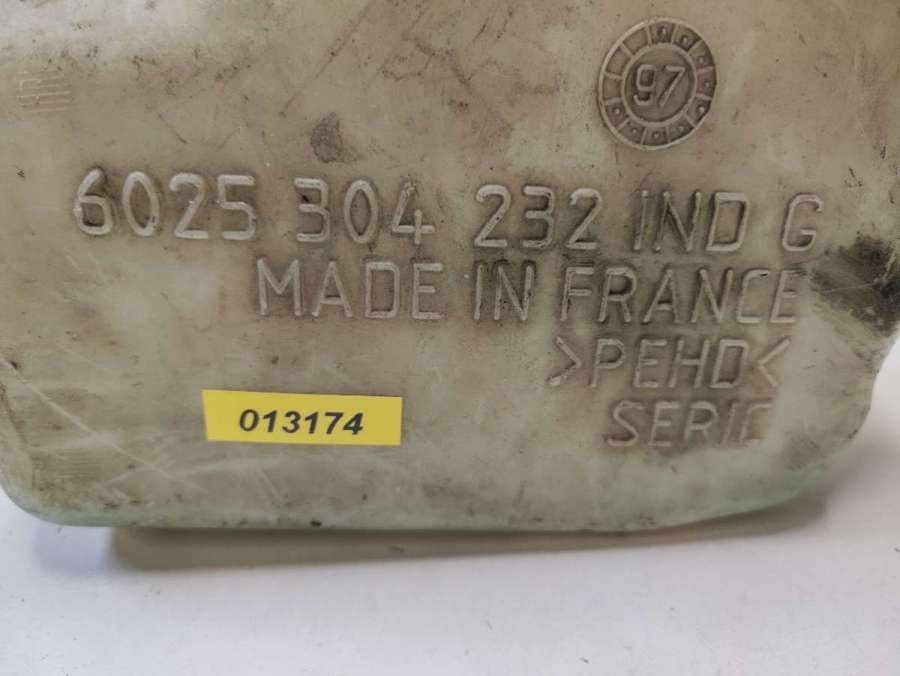 97
6025 304 232 IND G
MADE IN FRANCE
>PEHD<
013174